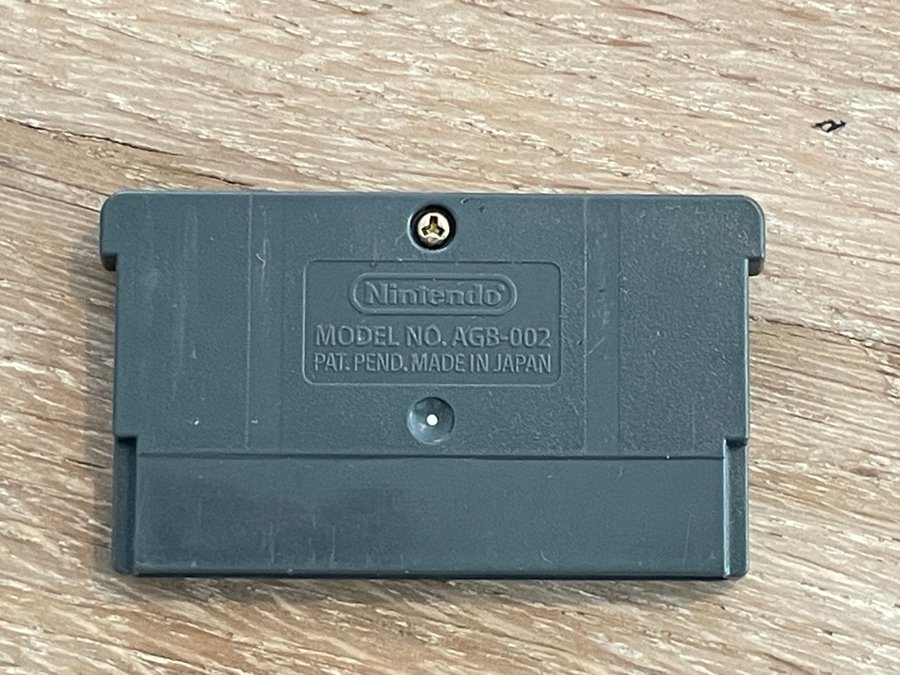 Nintendo®
MODEL NO. AGB-002
PAT. PEND. MADE IN JAPAN